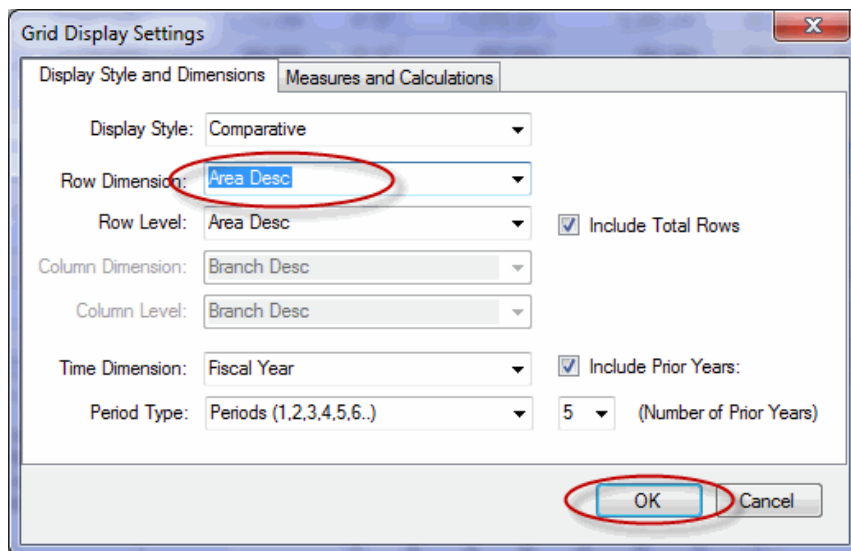 Grid Display Settings
Display Style and Dimensions Measures and Calculations
Display Style: Comparative
Row Dimension: Area Desc
Row Level: Area Desc Include Total Rows
Column Dimension: Branch Desc
Column Level: Branch Desc
Time Dimension: Fiscal Year Include Prior Years:
Period Type: Periods (1,2,3,4,5,6..) 5 (Number of Prior Years)
OK Cancel